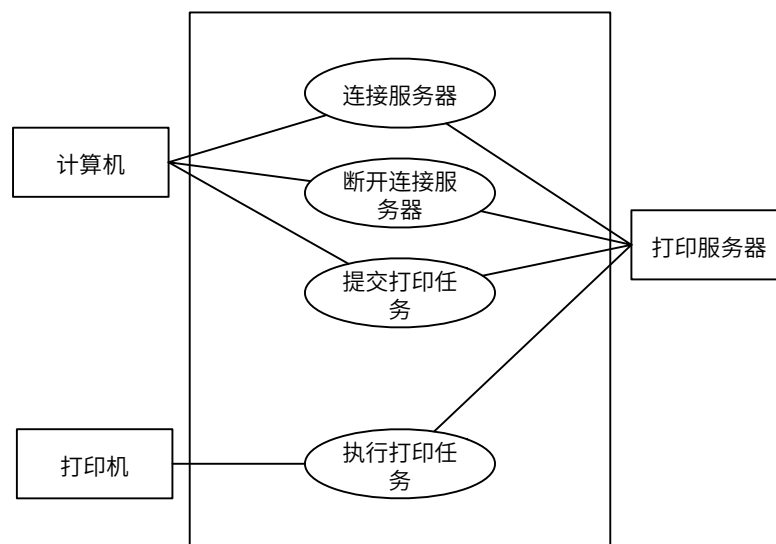 连接服务器
计算机
断开连接服
务器
打印服务器
提交打印任
务
打印机
执行打印任
务